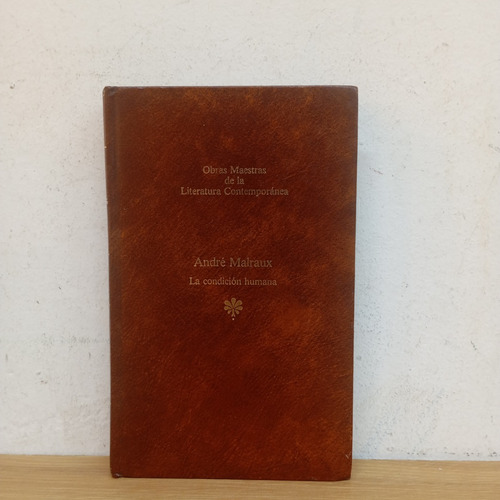 Obras Maestras
de la
Literatura Contemporánea
André Malraux
La condición humana